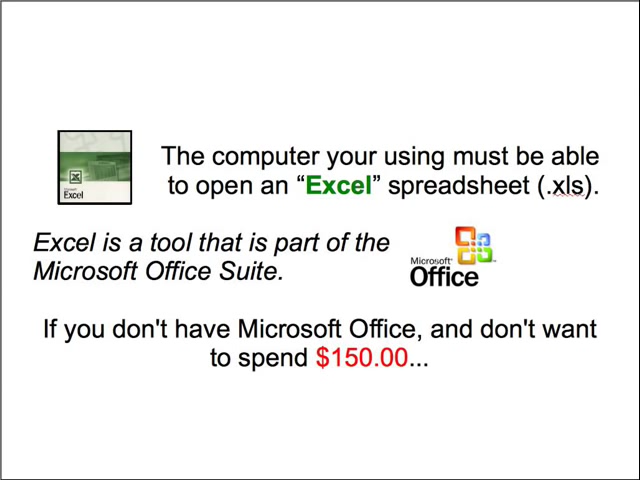 The computer your using must be able
to open an “Excel” spreadsheet (.xls).
Microsoft
Excel
Excel is a tool that is part of the
Microsoft Office Suite.
Microsoft®
Office
If you don't have Microsoft Office, and don't want
to spend $150.00...